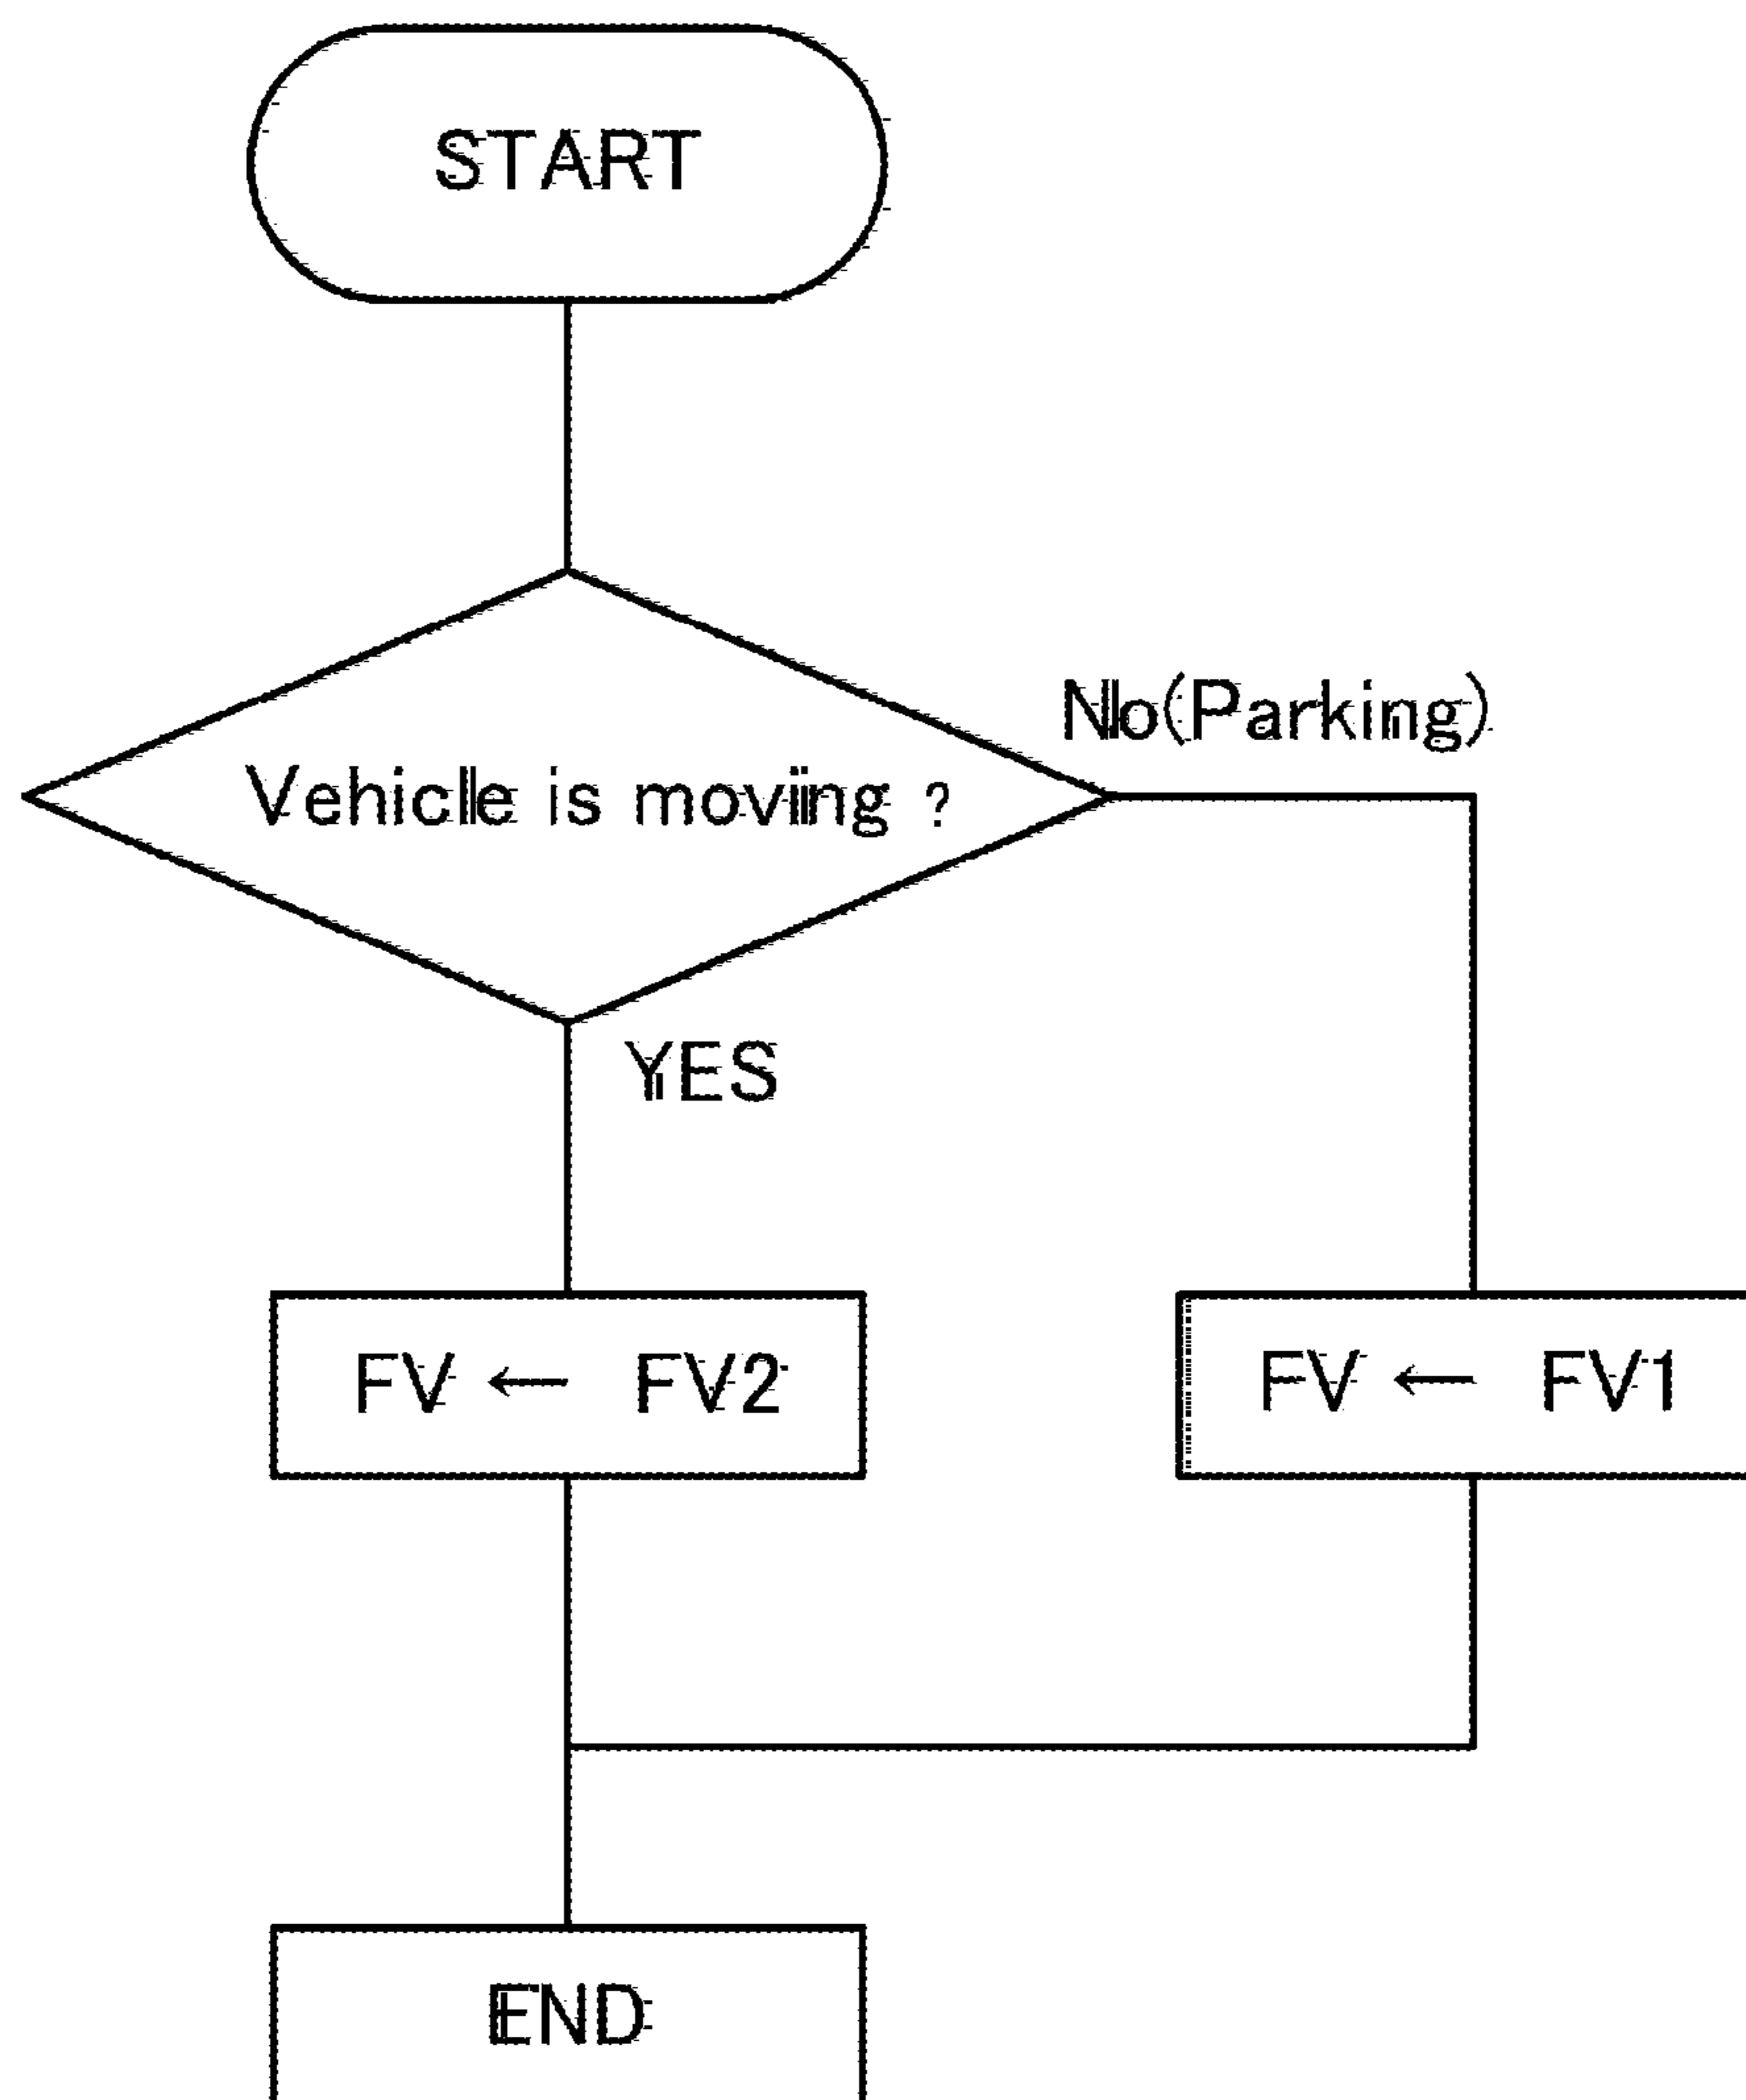 START
No(Parking)
Vehicle is moving ?
YES
FV ← FV2
FV ← FV1
END